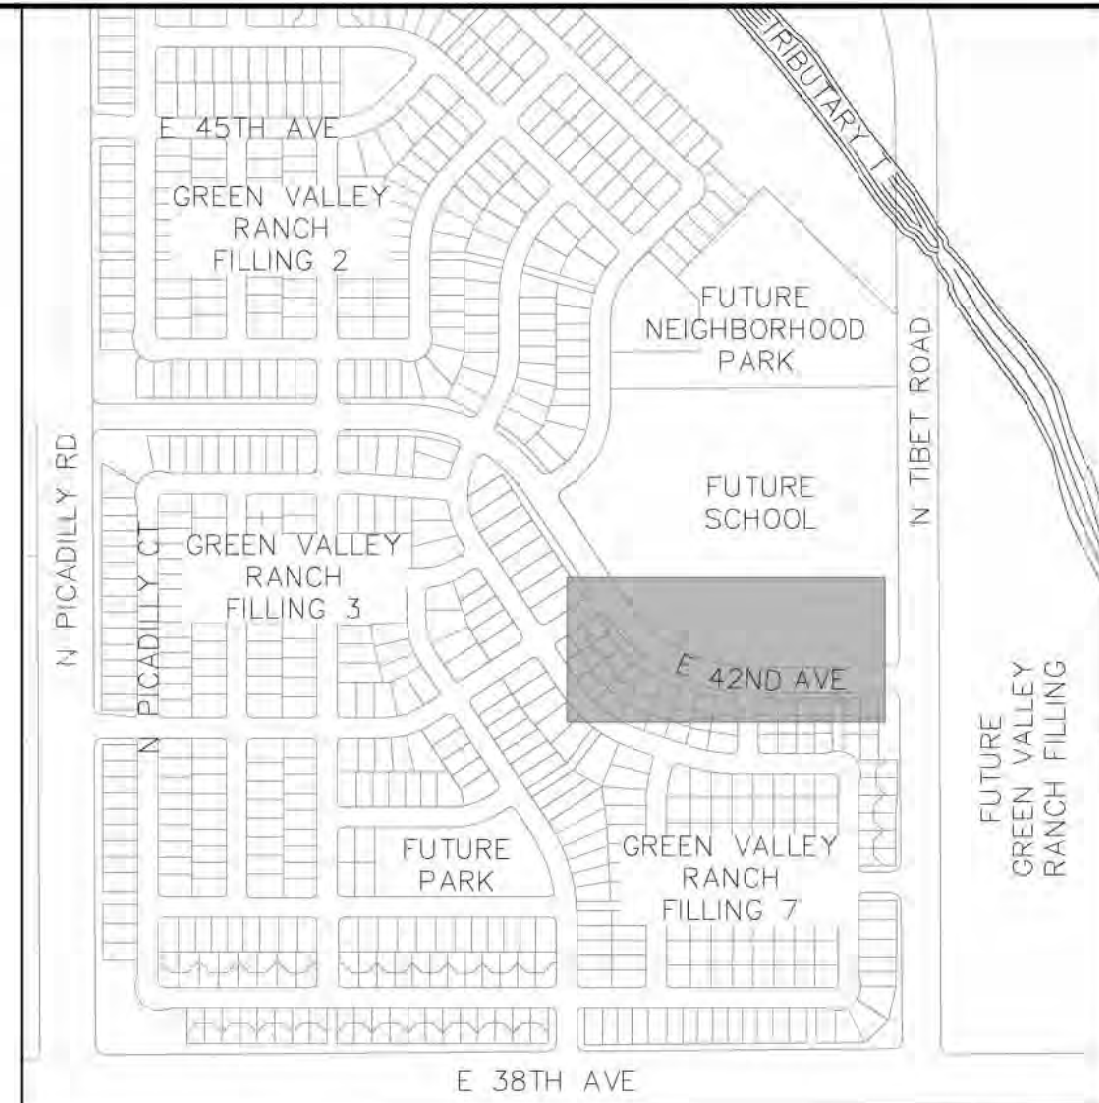 TRIBUTARY T
E 45TH AVE
GREEN VALLEY
RANCH
FILLING 2
FUTURE
NEIGHBORHOOD
PARK
N TIBET ROAD
N PICADILLY RD
N PICADILLY CT
FUTURE
SCHOOL
GREEN VALLEY
RANCH
FILLING 3
E 42ND AVE
FUTURE
GREEN VALLEY
RANCH FILLING
FUTURE
PARK
GREEN VALLEY
RANCH
FILLING 7
E 38TH AVE